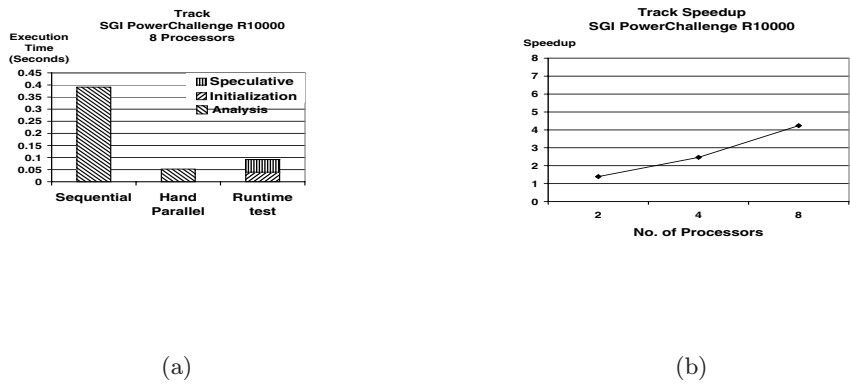 Track
SGI PowerChallenge R10000
8 Processors
Execution
Time
(Seconds)
0.45
0.4
0.35
0.3
0.25
0.2
0.15
0.1
0.05
0
Speculative
Initialization
Analysis
Sequential
Hand
Parallel
Runtime
test
(a)
Track Speedup
SGI PowerChallenge R10000
Speedup
8
7
6
5
4
3
2
1
0
2 4 8
No. of Processors
(b)